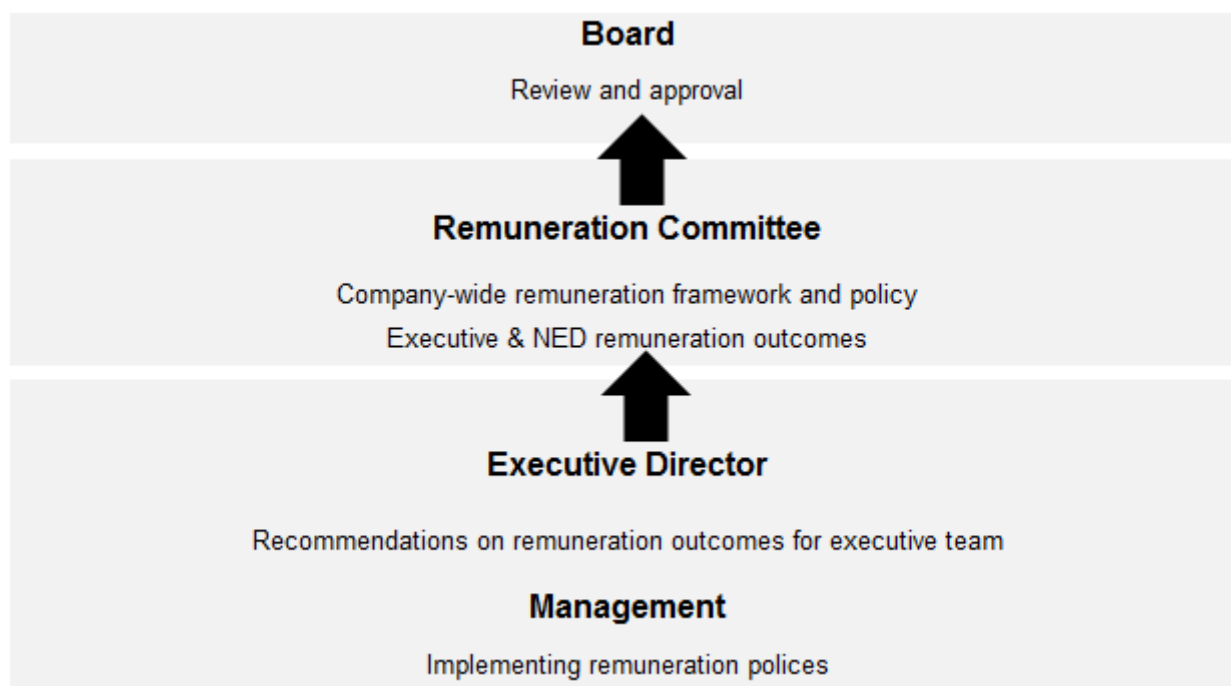 Board
Review and approval
Remuneration Committee
Company-wide remuneration framework and policy
Executive & NED remuneration outcomes
Executive Director
Recommendations on remuneration outcomes for executive team
Management
Implementing remuneration polices